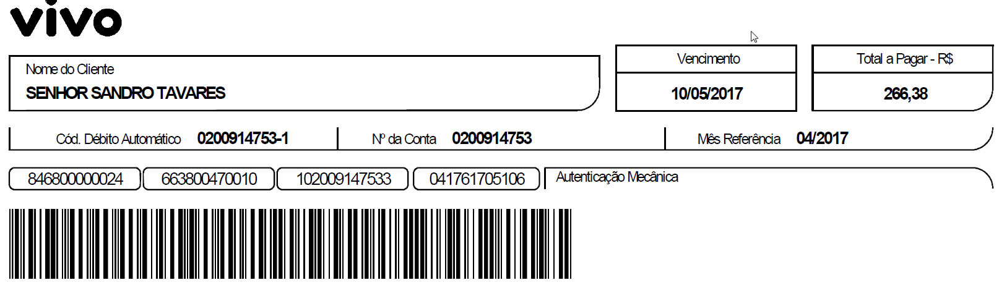 vivo
Nome do Cliente
SENHOR SANDRO TAVARES
Vencimento
10/05/2017
Total a Pagar - R$
266,38
Cód. Débito Automático 0200914753-1
Nº da Conta 0200914753
Mês Referência 04/2017
846800000024 663800470010 102009147533 041761705106
Autenticação Mecânica